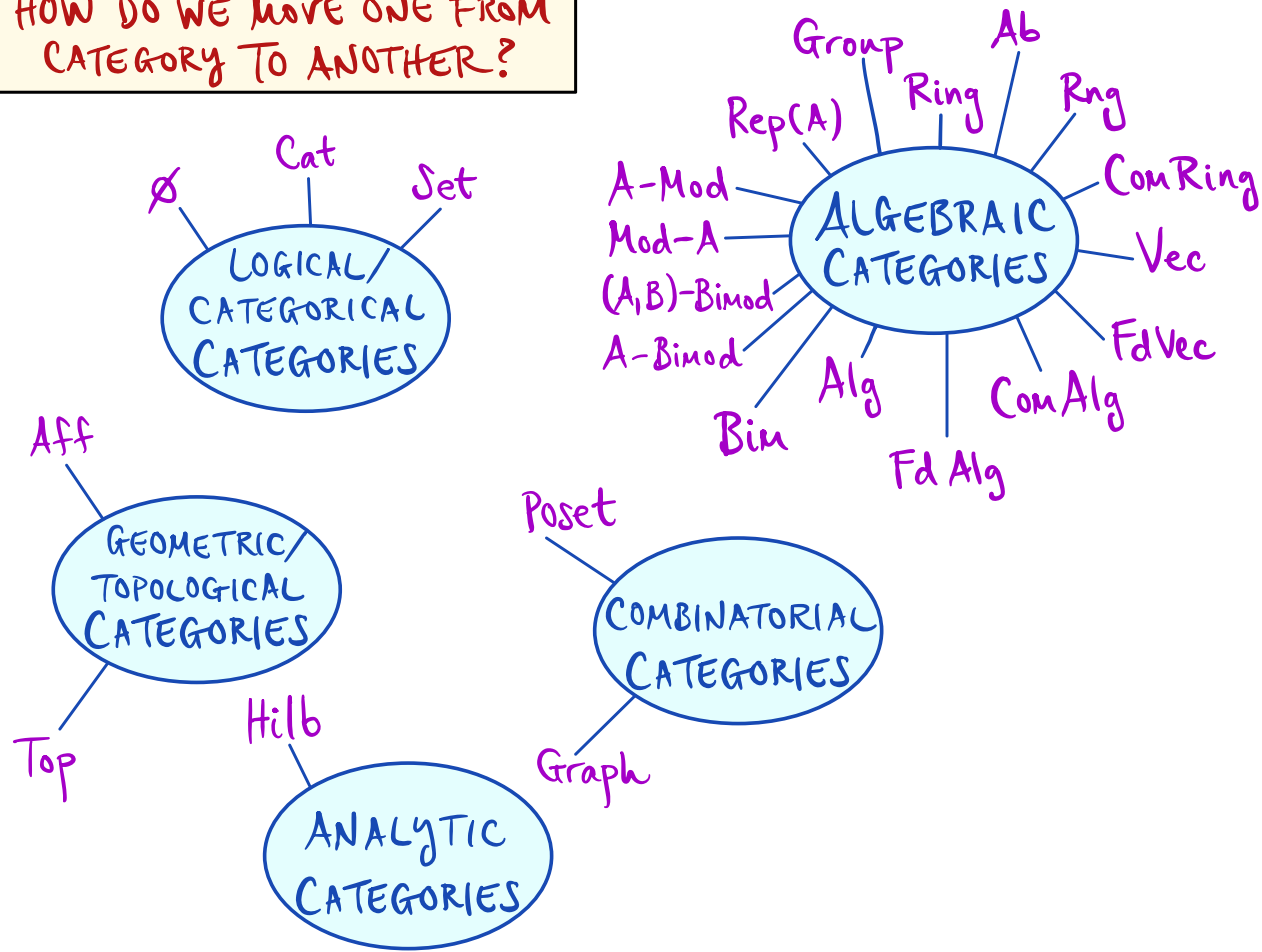 HOW DO WE MOVE ONE FROM
CATEGORY TO ANOTHER?
Group
Ab
Ring
Rng
Rep(A)
ComRing
A-Mod
Mod-A
(A,B)-Bimod
A-Bimod
Bim
Alg
Fd Alg
ComAlg
FdVec
Vec
ALGEBRAIC
CATEGORIES
Ø
Cat
Set
LOGICAL/
CATEGORICAL
CATEGORIES
Aff
GEOMETRIC/
TOPOLOGICAL
CATEGORIES
Top
Poset
COMBINATORIAL
CATEGORIES
Graph
Hilb
ANALYTIC
CATEGORIES